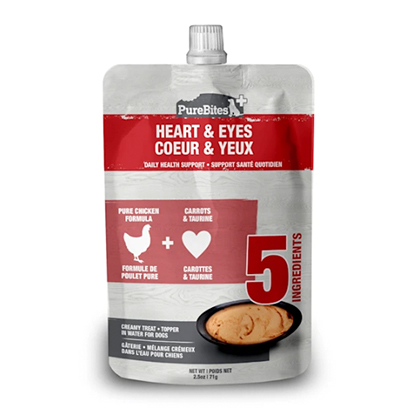 PureBites
HEART & EYES
COEUR & YEUX
DAILY HEALTH SUPPORT • SUPPORT SANTÉ QUOTIDIEN
PURE CHICKEN
FORMULA
+
CARROTS
& TAURINE
FORMULE DE
POULET PURE
CAROTTES
& TAURINE
5
INGREDIENTS
CREAMY TREAT • TOPPER
IN WATER FOR DOGS
GÂTERIE • MÉLANGE CRÉMEUX
DANS L'EAU POUR CHIENS
NET WT | POIDS NET
2.5oz | 71g